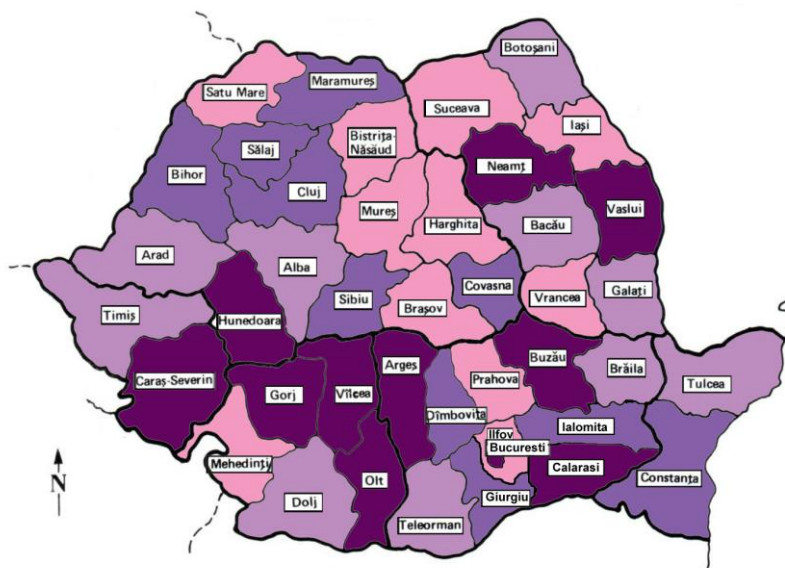 Botoșani
Maramureș
Satu Mare
Suceava
Iași
Bistrița-
Năsăud
Sălaj
Neamț
Bihor
Cluj
Vaslui
Mureș
Harghita
Bacău
Arad
Alba
Covasna
Galați
Sibiu
Vrancea
Brașov
Timiș
Hunedoara
Argeș
Buzău
Brăila
Caraș-Severin
Prahova
Tulcea
Gorj
Vîlcea
Dîmbovița
Ialomita
Ilfov
Bucuresti
Mehedinți
Calarasi
Constanța
Olt
Giurgiu
Dolj
Teleorman
N